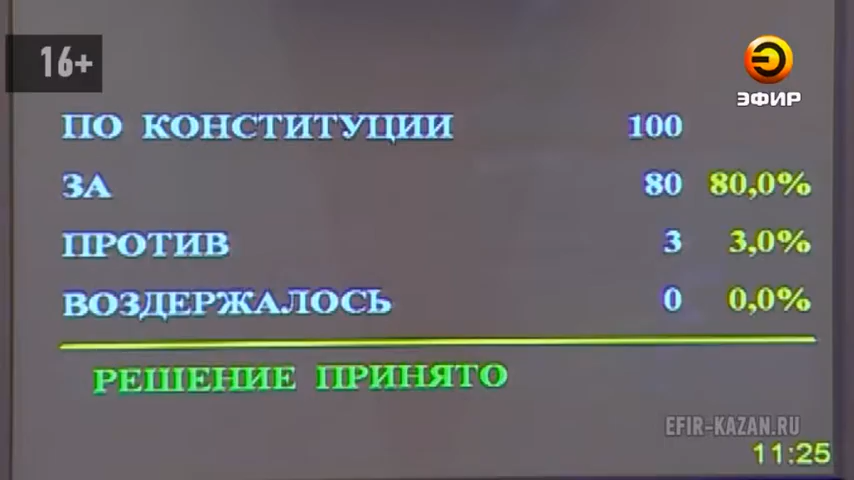 16+
ЭФИР
ПО КОНСТИТУЦИИ 100
ЗА 80 80,0%
ПРОТИВ 3 3,0%
ВОЗДЕРЖАЛОСЬ 0 0,0%
РЕШЕНИЕ ПРИНЯТО
EFIR-KAZAN.RU
11:25